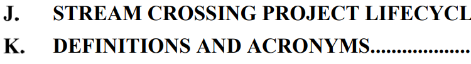 J. STREAM CROSSING PROJECT LIFECYCL
K. DEFINITIONS AND ACRONYMS...................